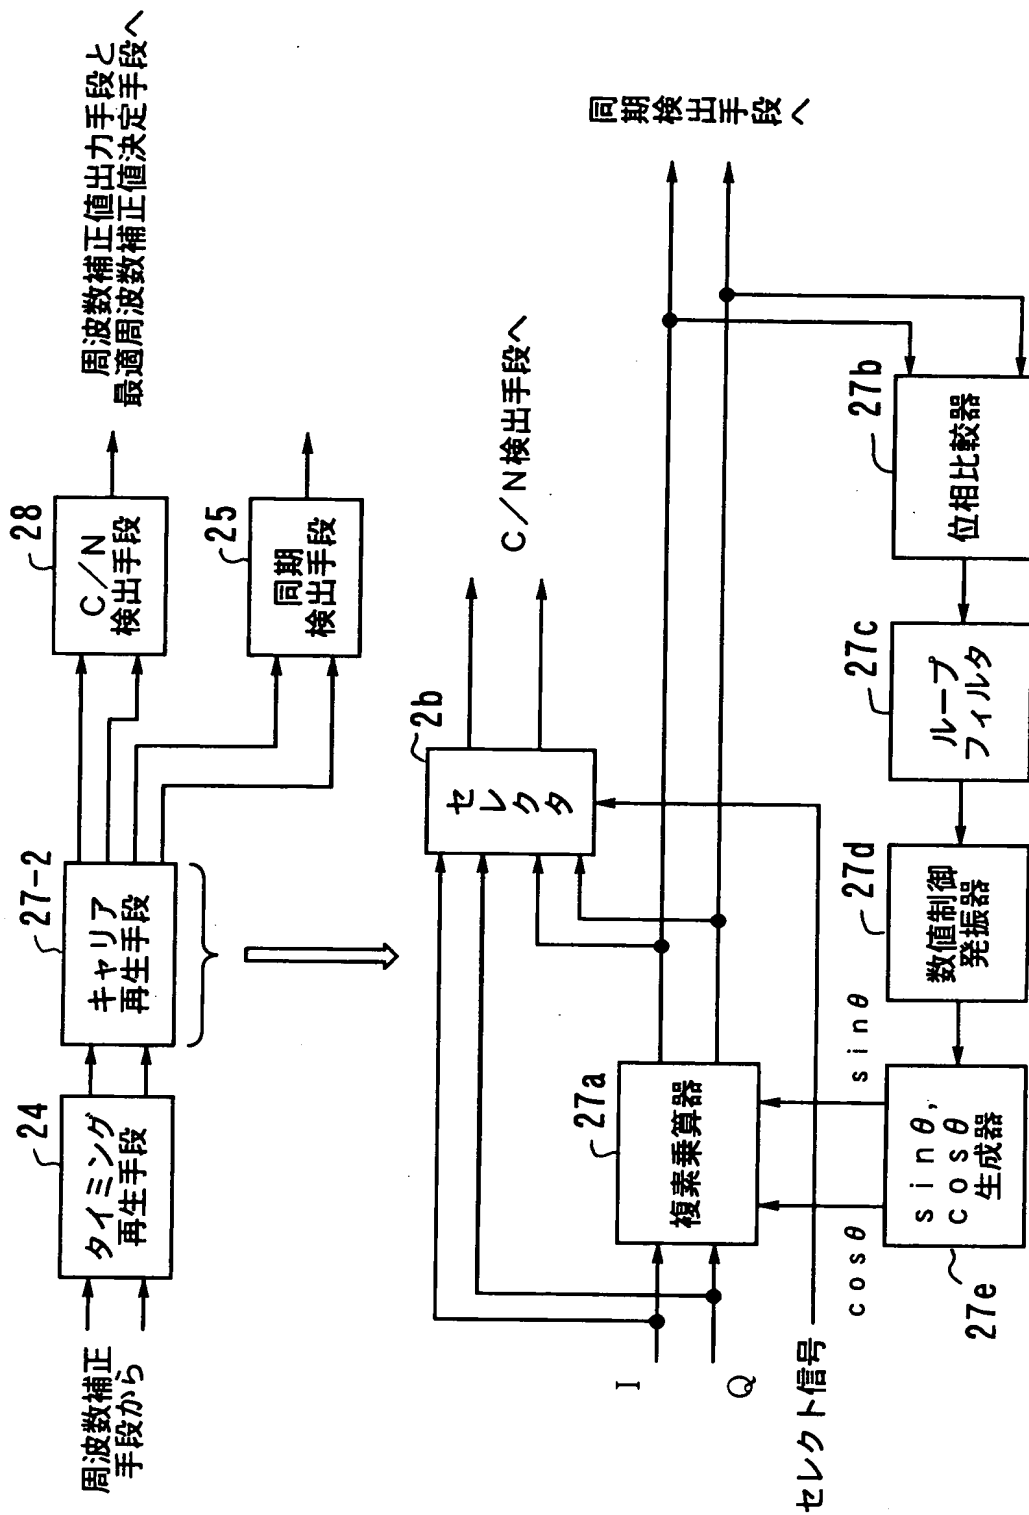 周波数補正
手段から
24
タイミング
再生手段
27-2
キャリア
再生手段
28
C/N
検出手段
25
同期
検出手段
周波数補正値出力手段と
最適周波数補正値決定手段へ
I
Q
セレクト信号
27a
複素乗算器
2b
セレクタ
C/N検出手段へ
同期検出手段へ
cosθ
sinθ
27e
sinθ,
cosθ
生成器
27d
数値制御
発振器
27c
ループ
フィルタ
27b
位相比較器